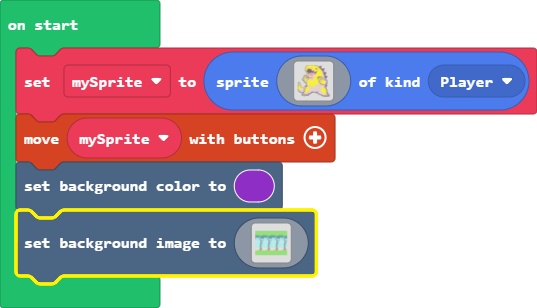 on start
set mySprite to sprite of kind Player
move mySprite with buttons
set background color to
set background image to